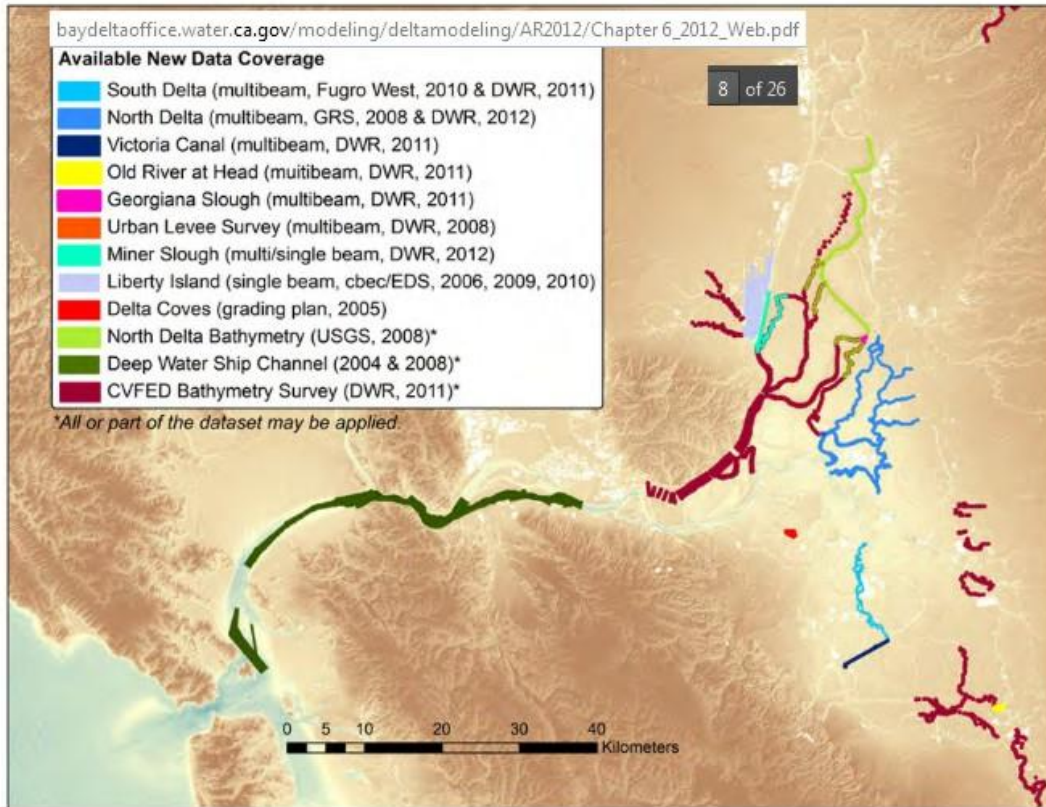 baydeltaoffice.water.ca.gov/modeling/deltamodeling/AR2012/Chapter 6_2012_Web.pdf
Available New Data Coverage
8 of 26
South Delta (multibeam, Fugro West, 2010 & DWR, 2011)
North Delta (multibeam, GRS, 2008 & DWR, 2012)
Victoria Canal (multibeam, DWR, 2011)
Old River at Head (muitibeam, DWR, 2011)
Georgiana Slough (multibeam, DWR, 2011)
Urban Levee Survey (multibeam, DWR, 2008)
Miner Slough (multi/single beam, DWR, 2012)
Liberty Island (single beam, cbec/EDS, 2006, 2009, 2010)
Delta Coves (grading plan, 2005)
North Delta Bathymetry (USGS, 2008)*
Deep Water Ship Channel (2004 & 2008)*
CVFED Bathymetry Survey (DWR, 2011)*
*All or part of the dataset may be applied.
0 5 10 20 30 40
Kilometers